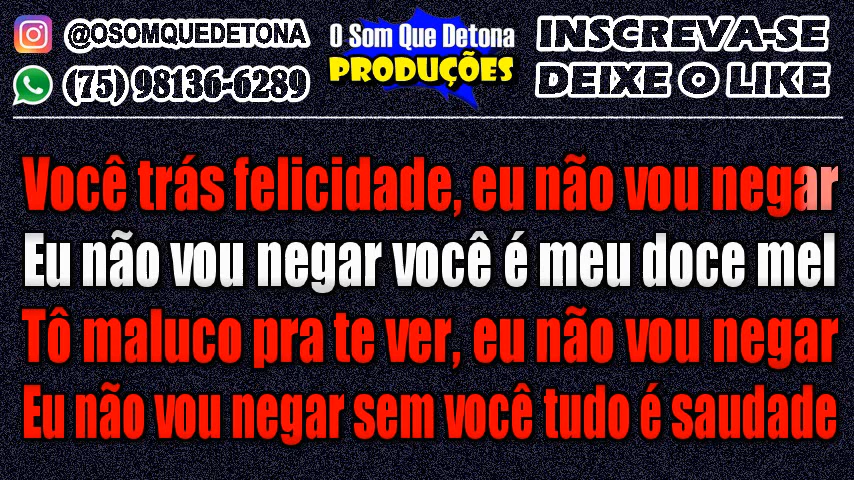 @OSOMQUEDETONA
(75) 98136-6289
O Som Que Detona
PRODUÇÕES
INSCREVA-SE
DEIXE O LIKE
Você trás felicidade, eu não vou negar
Eu não vou negar você é meu doce mel
Tô maluco pra te ver, eu não vou negar
Eu não vou negar sem você tudo é saudade